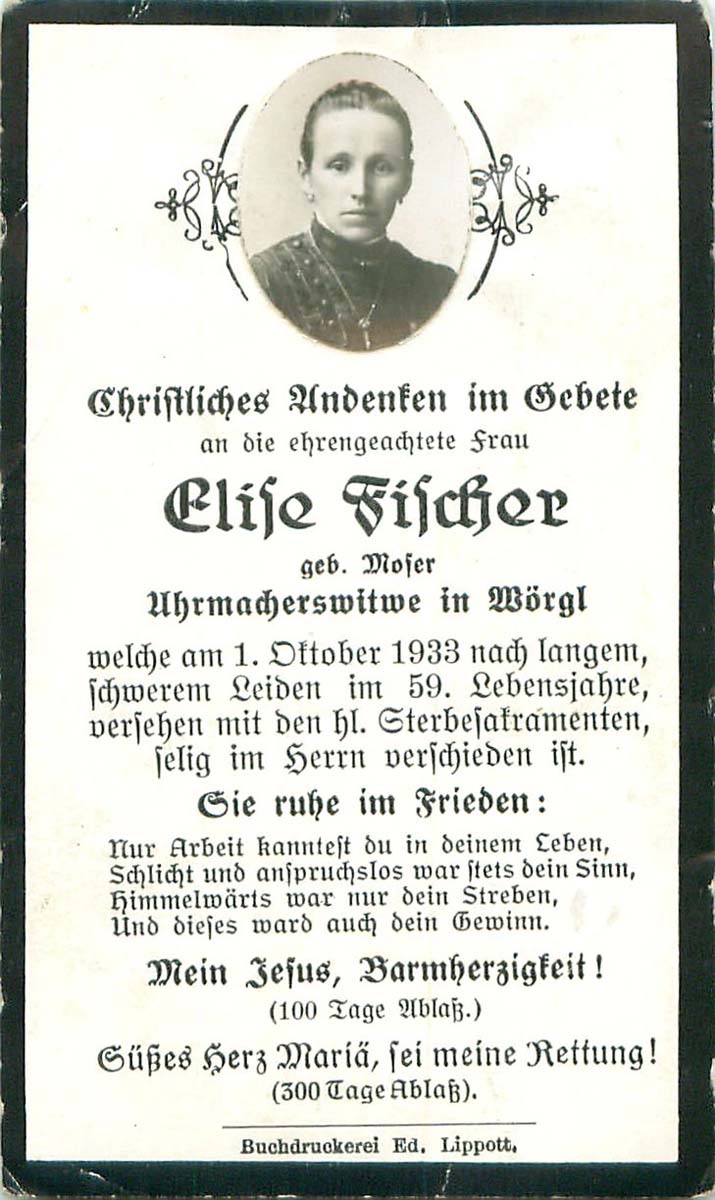 Christliches Andenken im Gebete
an die ehrengeachtete Frau
Elise Fischer
geb. Moser
Uhrmacherswitwe in Wörgl
welche am 1. Oktober 1933 nach langem,
schwerem Leiden im 59. Lebensjahre,
versehen mit den hl. Sterbesakramenten,
selig im Herrn verschieden ist.
Sie ruhe im Frieden:
Nur Arbeit kanntest du in deinem Leben,
Schlicht und anspruchslos war stets dein Sinn,
Himmelwärts war nur dein Streben,
Und dieses ward auch dein Gewinn.
Mein Jesus, Barmherzigkeit!
(100 Tage Ablaß.)
Süßes Herz Mariä, sei meine Rettung!
(300 Tage Ablaß).
Buchdruckerei Ed. Lippott.